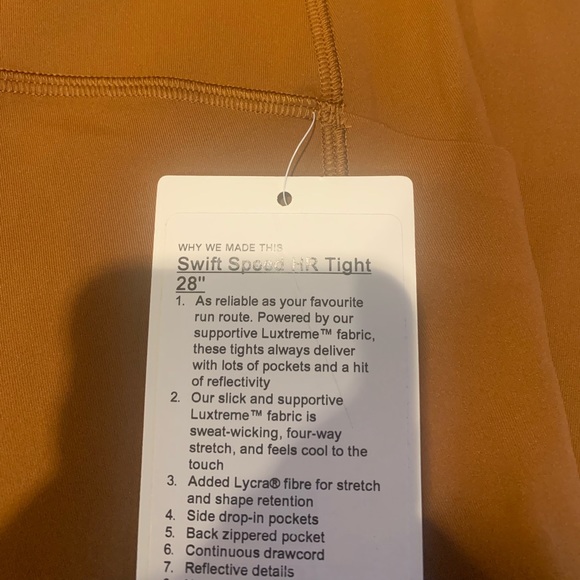 WHY WE MADE THIS
Swift Speed HR Tight
28"
1. As reliable as your favourite
run route. Powered by our
supportive Luxtreme™ fabric,
these tights always deliver
with lots of pockets and a hit
of reflectivity
2. Our slick and supportive
Luxtreme™ fabric is
sweat-wicking, four-way
stretch, and feels cool to the
touch
3. Added Lycra® fibre for stretch
and shape retention
4. Side drop-in pockets
5. Back zippered pocket
6. Continuous drawcord
7. Reflective details